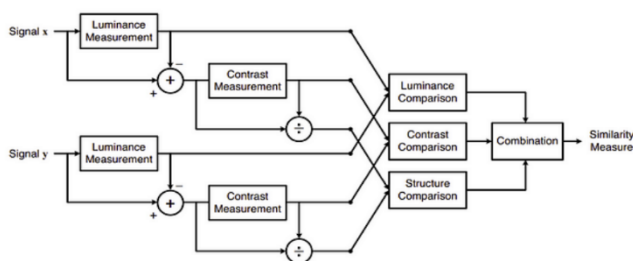 Signal x
Luminance
Measurement
−
+
+
Contrast
Measurement
÷
Luminance
Comparison
Signal y
Luminance
Measurement
Contrast
Comparison
Combination
Similarity
Measure
−
+
+
Contrast
Measurement
Structure
Comparison
÷